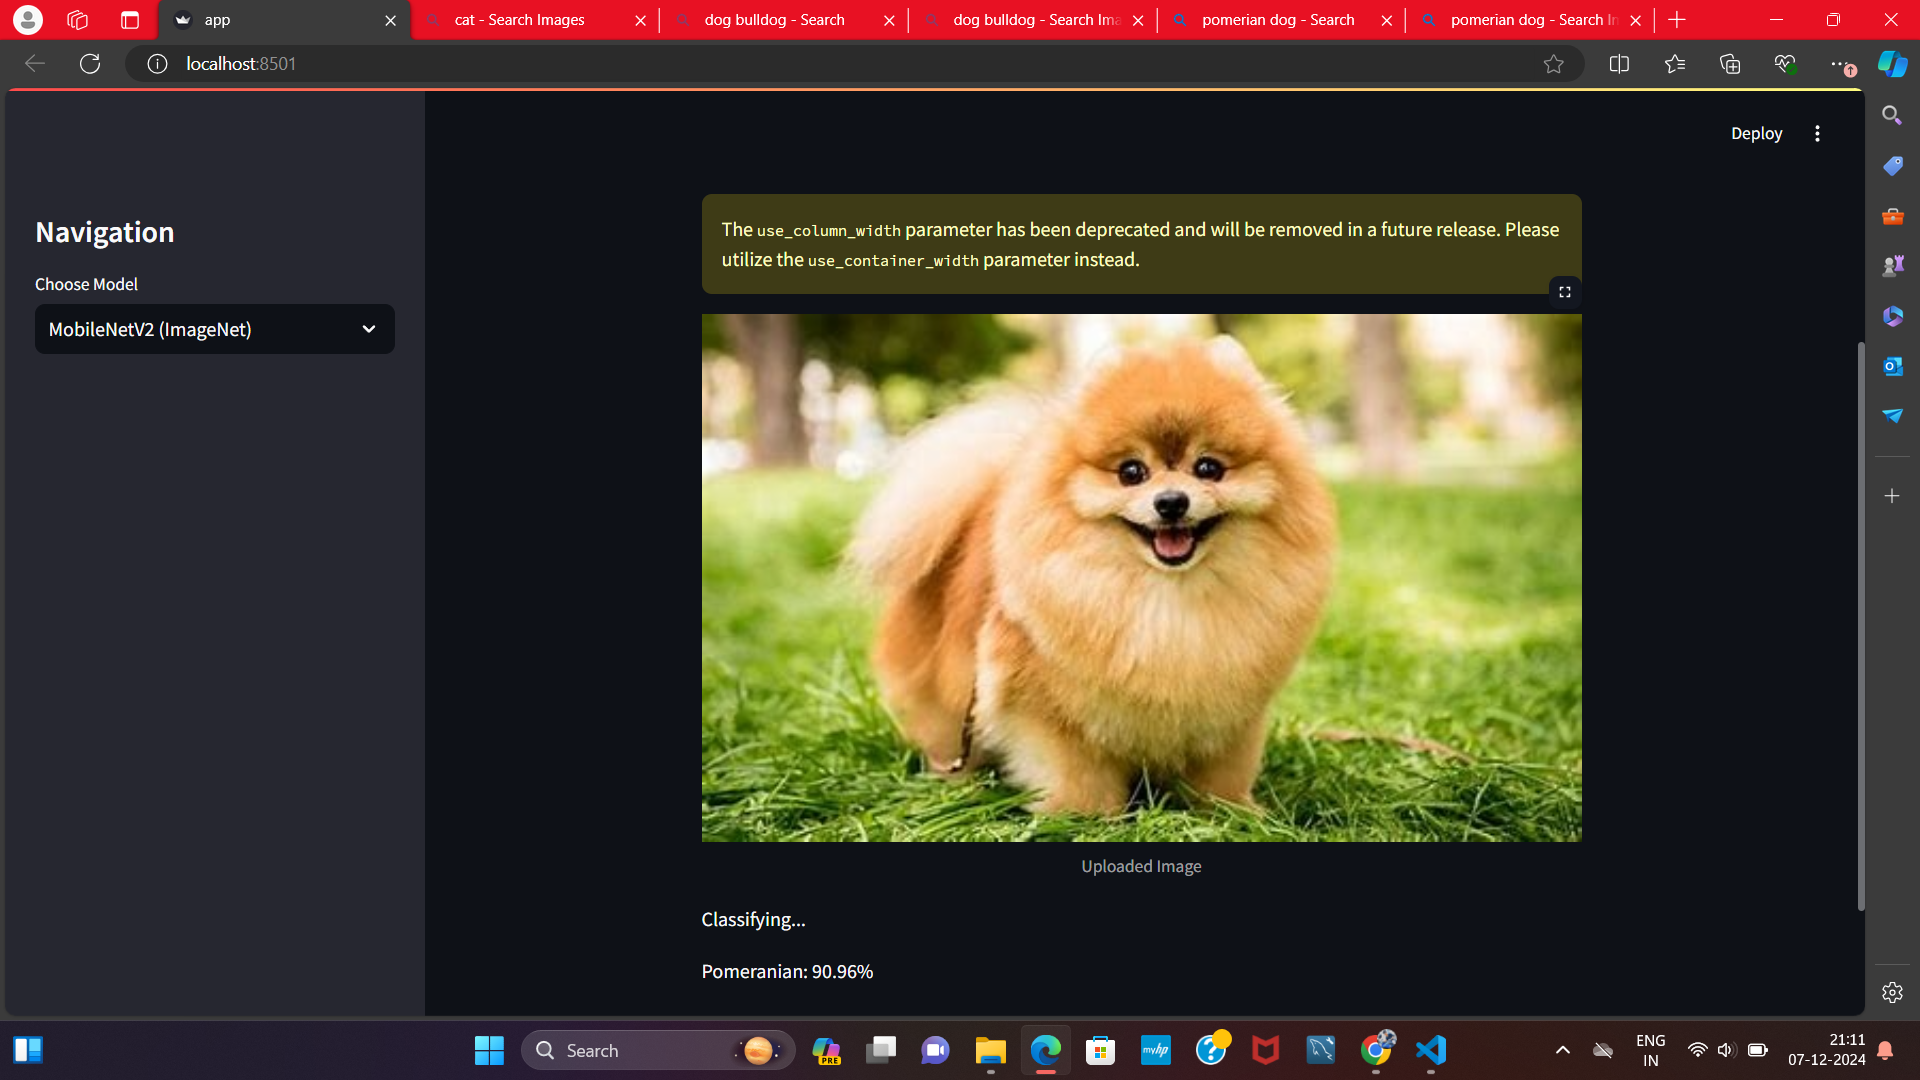 app
cat - Search Images
dog bulldog - Search
dog bulldog - Search Ima
pomerian dog - Search
pomerian dog - Search In
localhost:8501
Deploy
Navigation
Choose Model
MobileNetV2 (ImageNet)
The use_column_width parameter has been deprecated and will be removed in a future release. Please
utilize the use_container_width parameter instead.
Uploaded Image
Classifying...
Pomeranian: 90.96%
Search
PRE
myhp
ENG
IN
21:11
07-12-2024